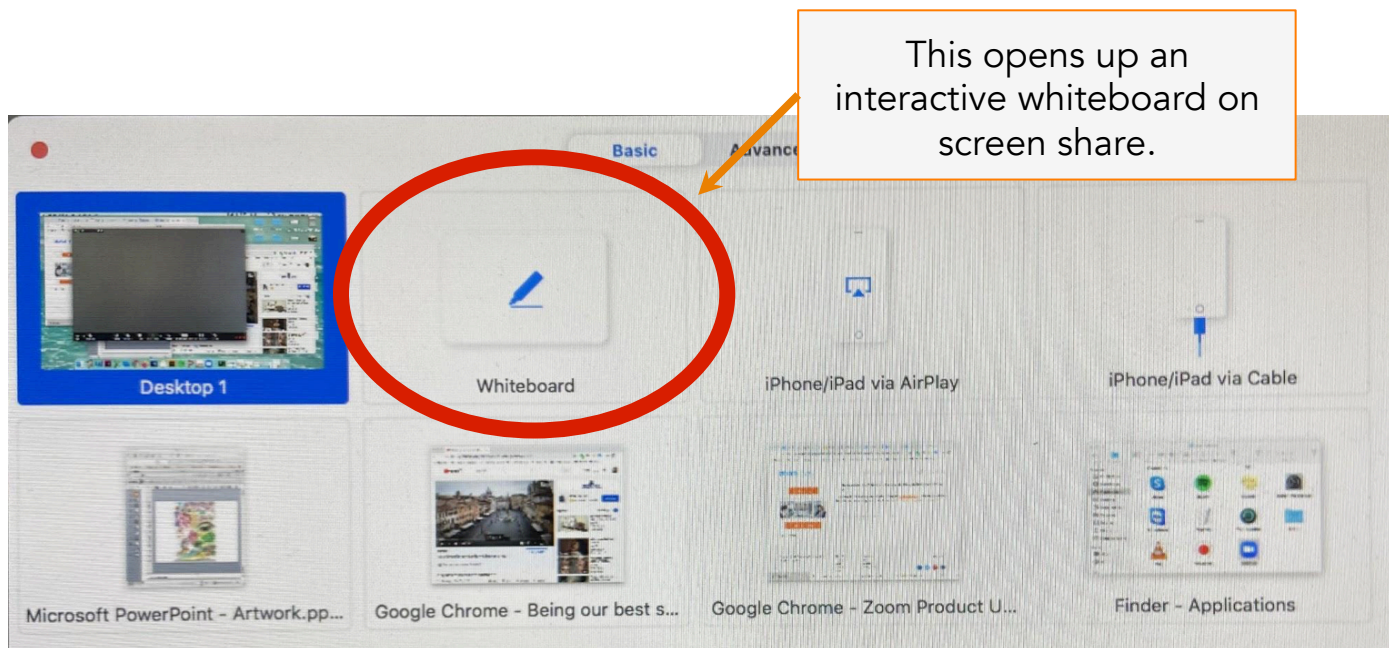 This opens up an
interactive whiteboard on
screen share.
Basic
Desktop 1
Whiteboard
iPhone/iPad via AirPlay
iPhone/iPad via Cable
Microsoft PowerPoint - Artwork.pp...
Google Chrome - Being our best s...
Google Chrome - Zoom Product U...
Finder - Applications